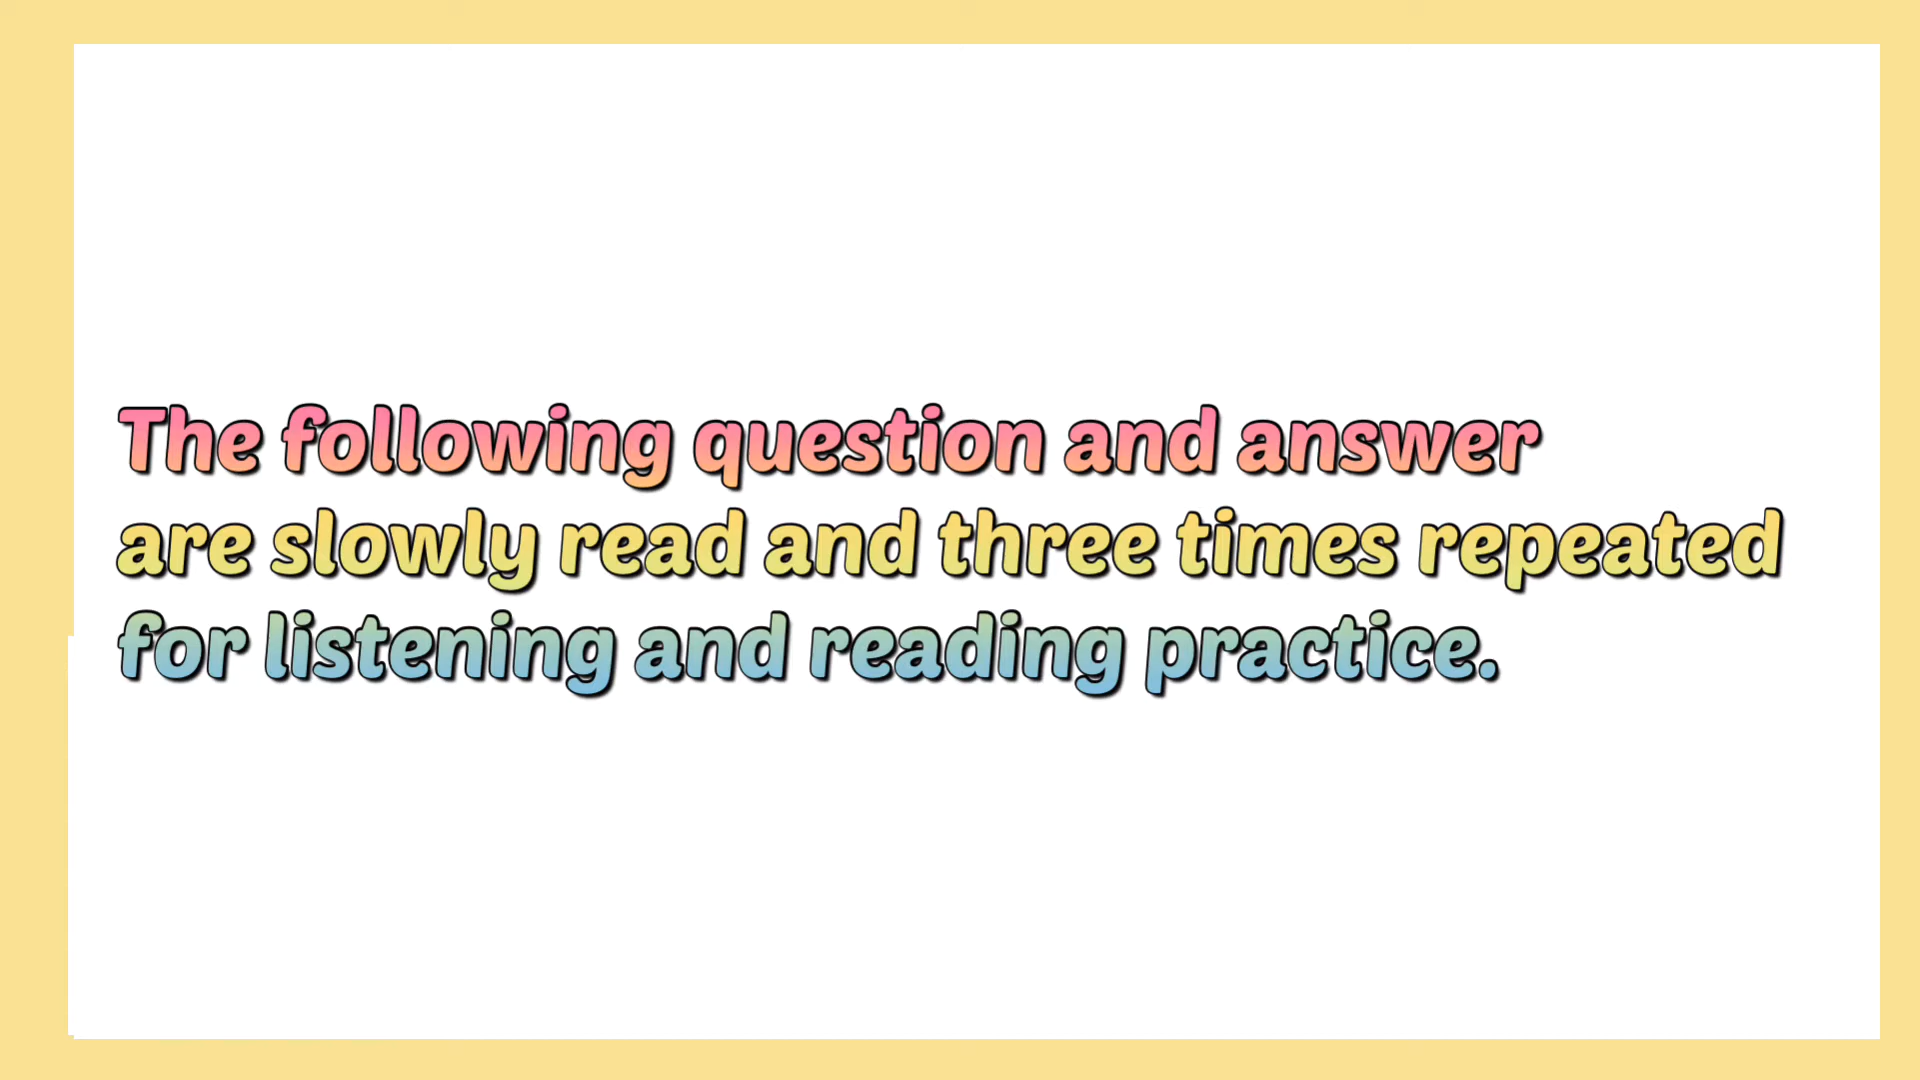 The following question and answer
are slowly read and three times repeated
for listening and reading practice.